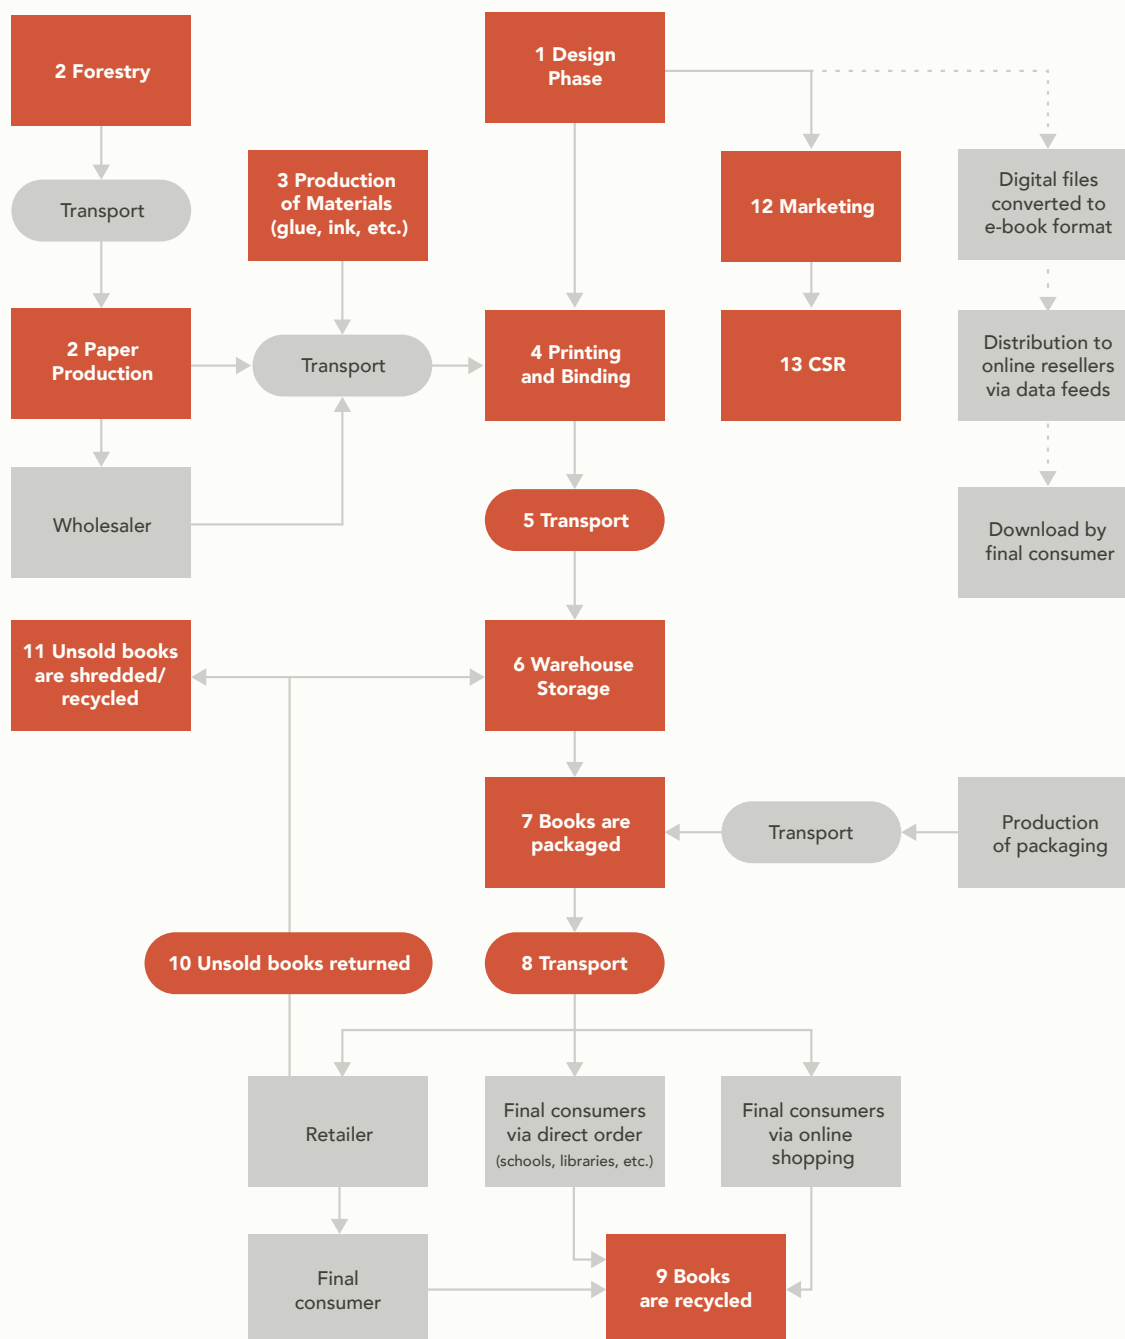 2 Forestry
1 Design
Phase
Transport
3 Production
of Materials
(glue, ink, etc.)
12 Marketing
Digital files
converted to
e-book format
2 Paper
Production
Transport
4 Printing
and Binding
13 CSR
Distribution to
online resellers
via data feeds
Wholesaler
5 Transport
Download by
final consumer
11 Unsold books
are shredded/
recycled
6 Warehouse
Storage
7 Books are
packaged
Transport
Production
of packaging
10 Unsold books returned
8 Transport
Retailer
Final consumers
via direct order
(schools, libraries, etc.)
Final consumers
via online
shopping
Final
consumer
9 Books
are recycled